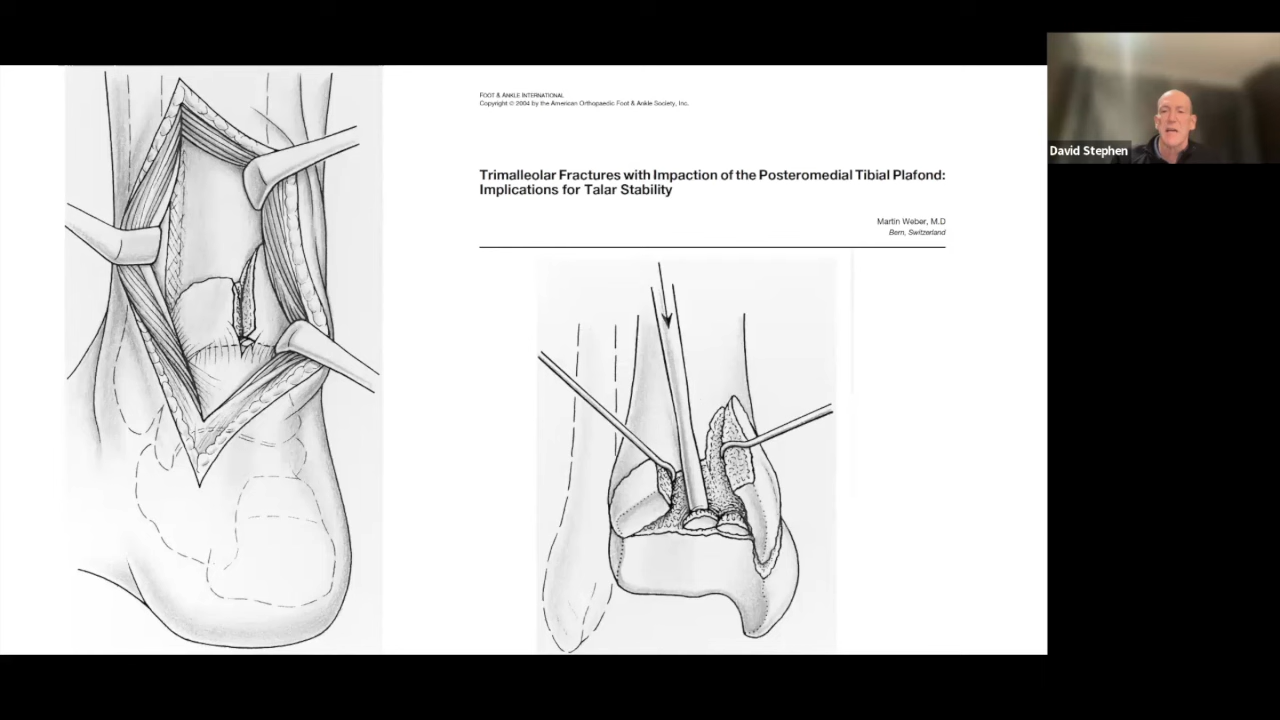 FOOT & ANKLE INTERNATIONAL
Copyright © 2004 by the American Orthopaedic Foot & Ankle Society, Inc.
Trimalleolar Fractures with Impaction of the Posteromedial Tibial Plafond:
Implications for Talar Stability
Martin Weber, M.D
Bern, Switzerland
David Stephen